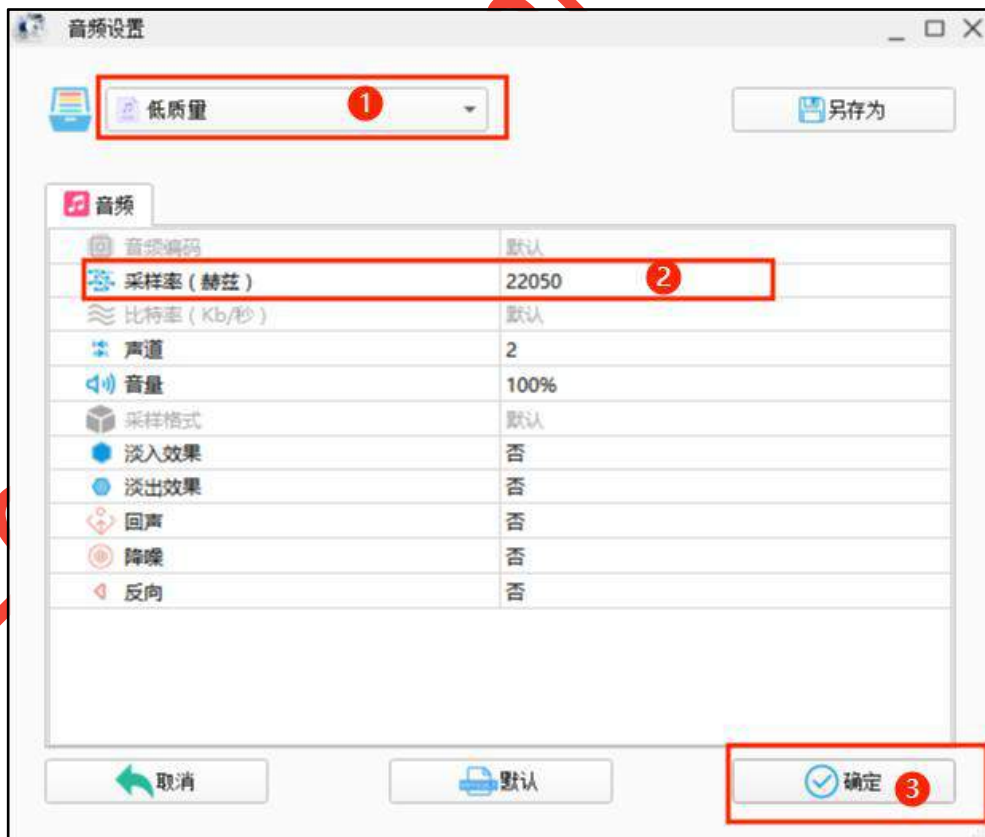 音频设置
低质量 1
另存为
音频
音频编码 默认
采样率(赫兹) 22050 2
比特率(Kb/秒) 默认
声道 2
音量 100%
采样格式 默认
淡入效果 否
淡出效果 否
回声 否
降噪 否
反向 否
取消 默认 确定 3